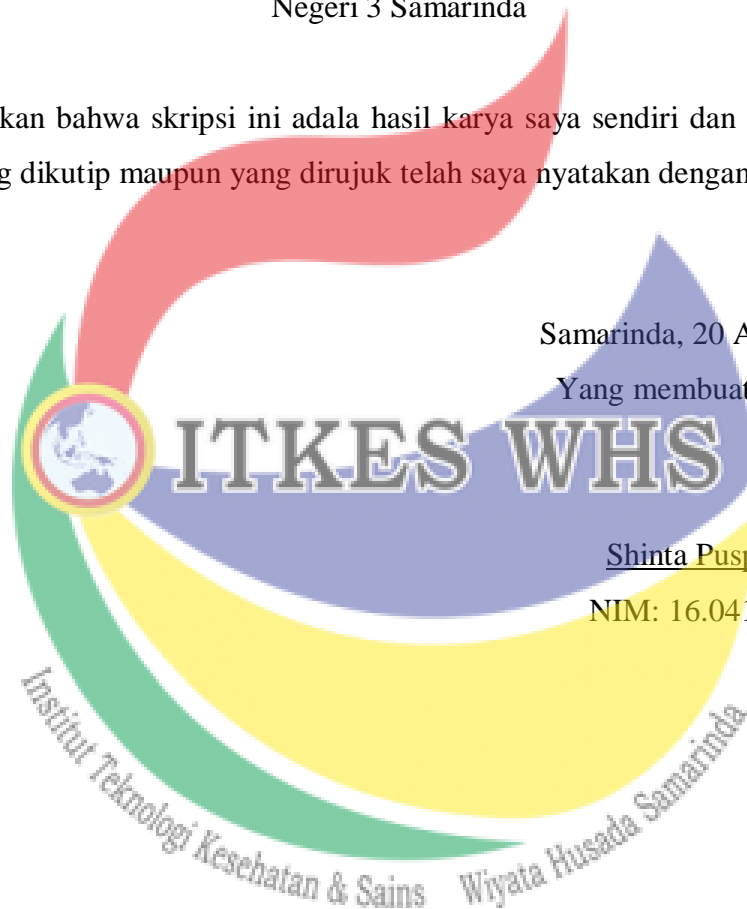 Negeri 3 Samarinda
kan bahwa skripsi ini adala hasil karya saya sendiri dan
g dikutip maupun yang dirujuk telah saya nyatakan dengan
Samarinda, 20 A
Yang membuat
ITKES WHS
Shinta Pusp
NIM: 16.041
Institut Teknologi Kesehatan & Sains Wiyata Husada Samarinda